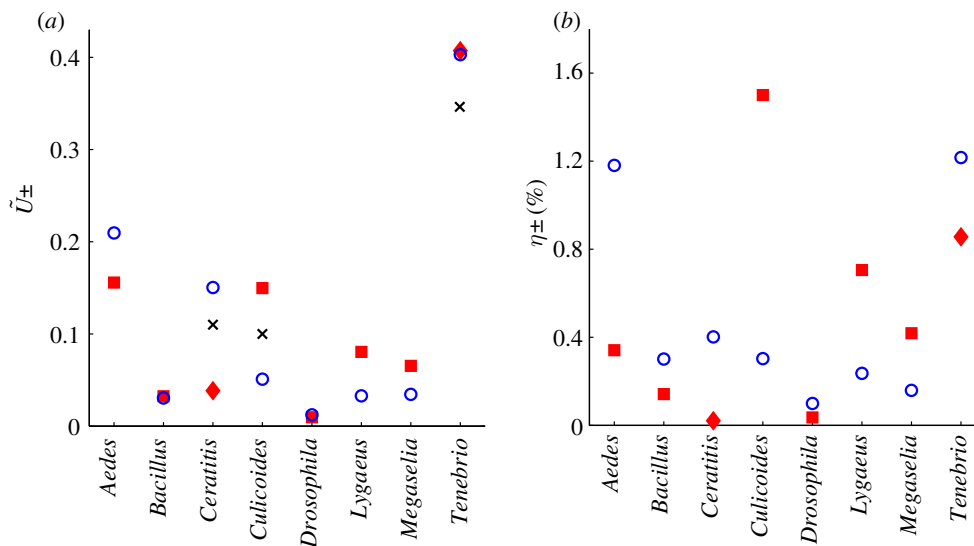 (a)
0.4
0.3
0.2
0.1
0
Ũ±
Aedes
Bacillus
Ceratitis
Culicoides
Drosophila
Lygaeus
Megaselia
Tenebrio
(b)
1.6
1.2
0.8
0.4
0
η± (%)
Aedes
Bacillus
Ceratitis
Culicoides
Drosophila
Lygaeus
Megaselia
Tenebrio